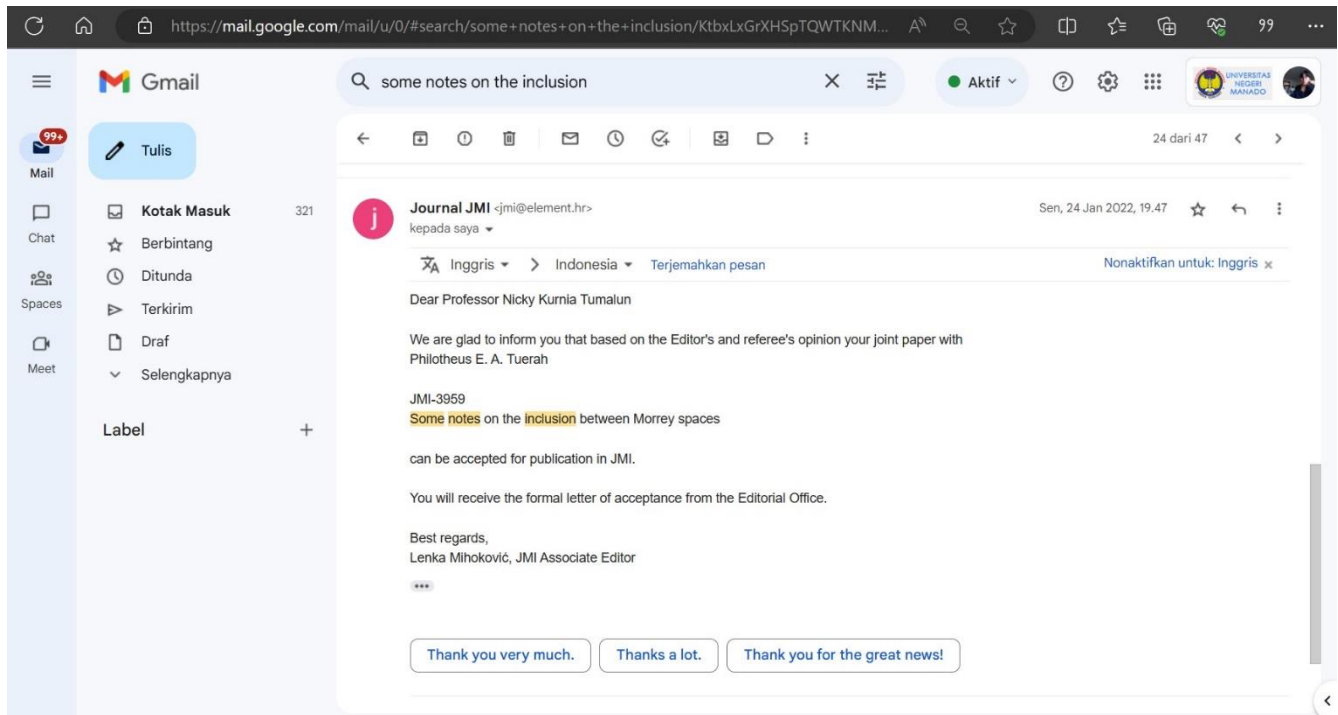 https://mail.google.com/mail/u/0/#search/some+notes+on+the+inclusion/KtbxLxGrXHSpTQWTKNM...
99
Gmail
some notes on the inclusion
Aktif
UNIVERSITAS
NEGERI
MANADO
99+
Mail
Tulis
24 dari 47
Chat
Spaces
Meet
Kotak Masuk 321
Berbintang
Ditunda
Terkirim
Draf
Selengkapnya
Label
j
Journal JMI <jmi@element.hr>
Sen, 24 Jan 2022, 19.47
kepada saya
Inggris > Indonesia Terjemahkan pesan
Nonaktifkan untuk: Inggris x
Dear Professor Nicky Kurnia Tumalun
We are glad to inform you that based on the Editor's and referee's opinion your joint paper with
Philotheus E. A. Tuerah
JMI-3959
Some notes on the inclusion between Morrey spaces
can be accepted for publication in JMI.
You will receive the formal letter of acceptance from the Editorial Office.
Best regards,
Lenka Mihoković, JMI Associate Editor
Thank you very much.
Thanks a lot.
Thank you for the great news!